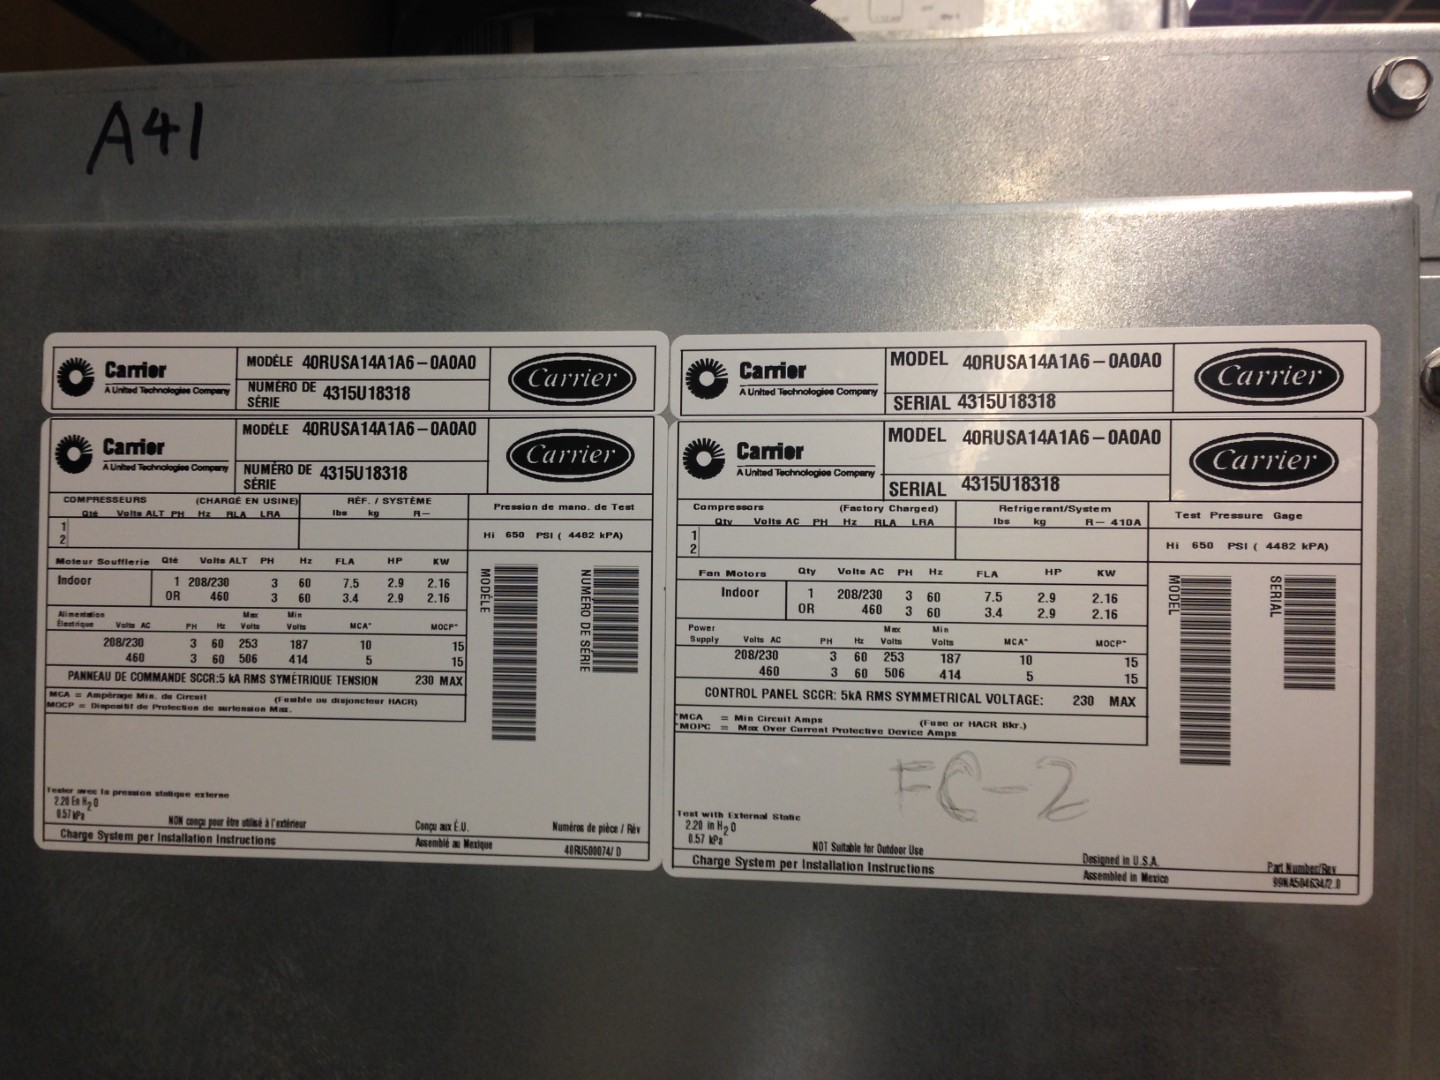 A41
Carrier
A United Technologies Company
MODÈLE 40RUSA14A1A6-0A0A0
NUMÉRO DE SÉRIE 4315U18318
Carrier
Carrier
A United Technologies Company
MODEL 40RUSA14A1A6-0A0A0
SERIAL 4315U18318
Carrier
Carrier
A United Technologies Company
MODÈLE 40RUSA14A1A6-0A0A0
NUMÉRO DE SÉRIE 4315U18318
Carrier
COMPRESSEURS (CHARGÉ EN USINE) RÉF. / SYSTÈME
Qté Volts ALT PH Hz RLA LRA lbs kg R-
1
2
Pression de mano. de Test
Hi 650 PSI ( 4482 kPA)
Moteur Soufflerie Qté Volts ALT PH Hz FLA HP KW
Indoor 1 208/230 3 60 7.5 2.9 2.16
OR 460 3 60 3.4 2.9 2.16
Alimentation Électrique Volts AC PH Hz Max Volts Min Volts MCA* MOCP*
208/230 3 60 253 187 10 15
460 3 60 506 414 5 15
PANNEAU DE COMMANDE SCCR:5 kA RMS SYMÉTRIQUE TENSION 230 MAX
MCA = Ampèrage Min. du Circuit (Fusible ou disjoncteur HACR)
MOCP = Dispositif de Protection de surtension Max.
MODÈLE
NUMÉRO DE SÉRIE
Tester avec la pression statique externe
2.20 En H2O
0.57 kPa
NON conçu pour être utilisé à l'extérieur
Conçu aux É.U.
Numéros de pièce / Rév
Charge System per Installation Instructions
Assemblé au Mexique
40RU500074/ D
Carrier
A United Technologies Company
MODEL 40RUSA14A1A6-0A0A0
SERIAL 4315U18318
Carrier
Compressors (Factory Charged) Refrigerant/System
Qty Volts AC PH Hz RLA LRA lbs kg R-410A
1
2
Test Pressure Gage
Hi 650 PSI ( 4482 kPA)
Fan Motors Qty Volts AC PH Hz FLA HP KW
Indoor 1 208/230 3 60 7.5 2.9 2.16
OR 460 3 60 3.4 2.9 2.16
Power Supply Volts AC PH Hz Max Volts Min Volts MCA* MOCP*
208/230 3 60 253 187 10 15
460 3 60 506 414 5 15
CONTROL PANEL SCCR: 5kA RMS SYMMETRICAL VOLTAGE: 230 MAX
*MCA = Min Circuit Amps (Fuse or HACR Bkr.)
*MOPC = Max Over Current Protective Device Amps
MODEL
SERIAL
FC-2
Test with External Static
2.20 in H2O
0.57 kPa
NOT Suitable for Outdoor Use
Designed in U.S.A.
Part Number/Rev
Charge System per Installation Instructions
Assembled in Mexico